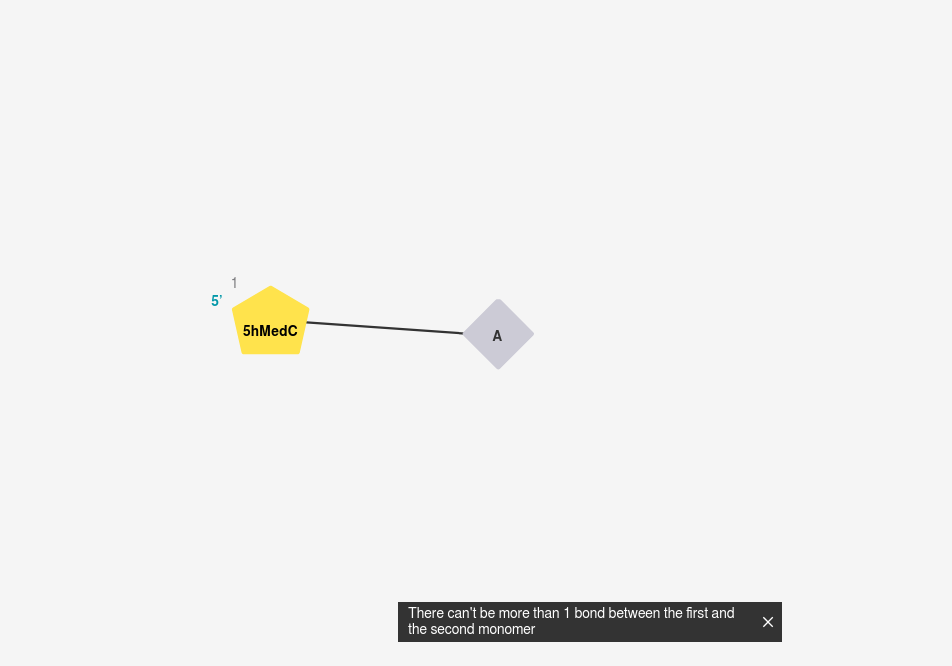 1
5’
5hMedC
A
There can't be more than 1 bond between the first and
the second monomer